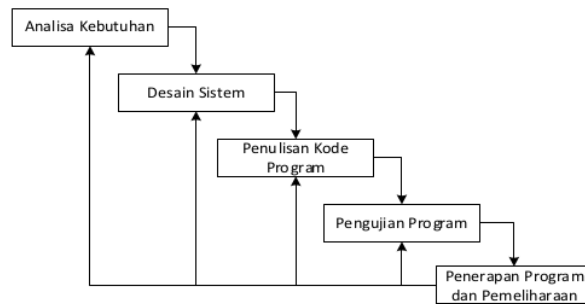 Analisa Kebutuhan
Desain Sistem
Penulisan Kode
Program
Pengujian Program
Penerapan Program
dan Pemeliharaan